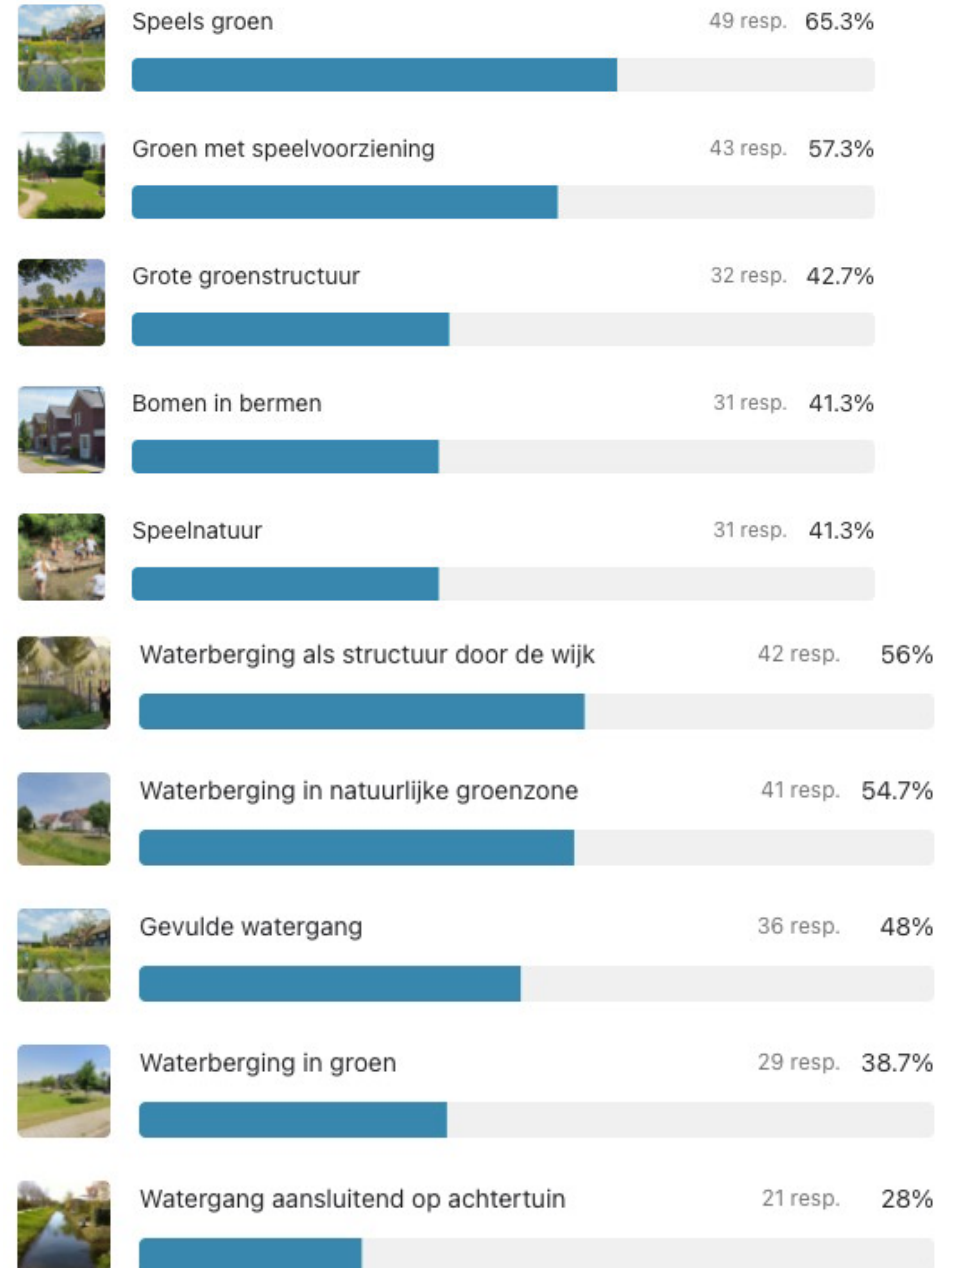 Speels groen 49 resp. 65.3%
Groen met speelvoorziening 43 resp. 57.3%
Grote groenstructuur 32 resp. 42.7%
Bomen in bermen 31 resp. 41.3%
Speelnatuur 31 resp. 41.3%
Waterberging als structuur door de wijk 42 resp. 56%
Waterberging in natuurlijke groenzone 41 resp. 54.7%
Gevulde watergang 36 resp. 48%
Waterberging in groen 29 resp. 38.7%
Watergang aansluitend op achtertuin 21 resp. 28%